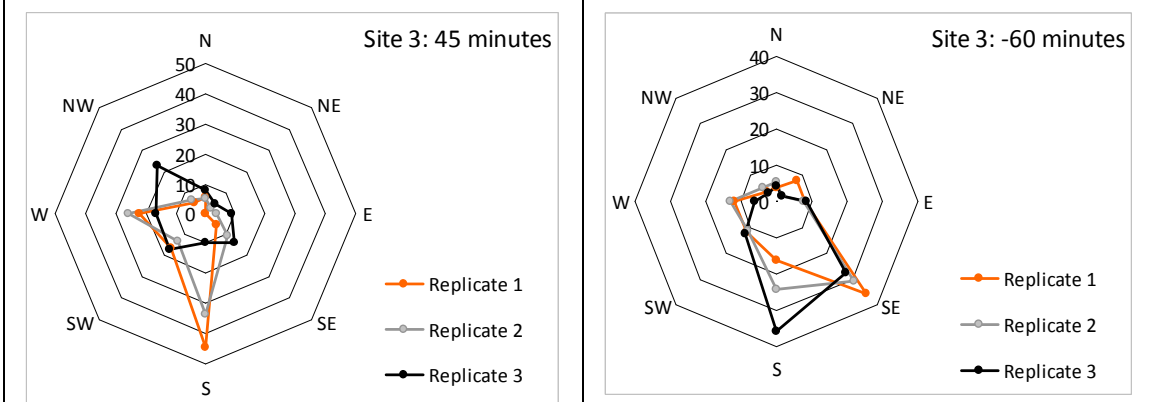 Site 3: 45 minutes
N
NE
E
SE
S
SW
W
NW
50
40
30
20
10
0
Replicate 1
Replicate 2
Replicate 3
Site 3: -60 minutes
N
NE
E
SE
S
SW
W
NW
40
30
20
10
0
Replicate 1
Replicate 2
Replicate 3